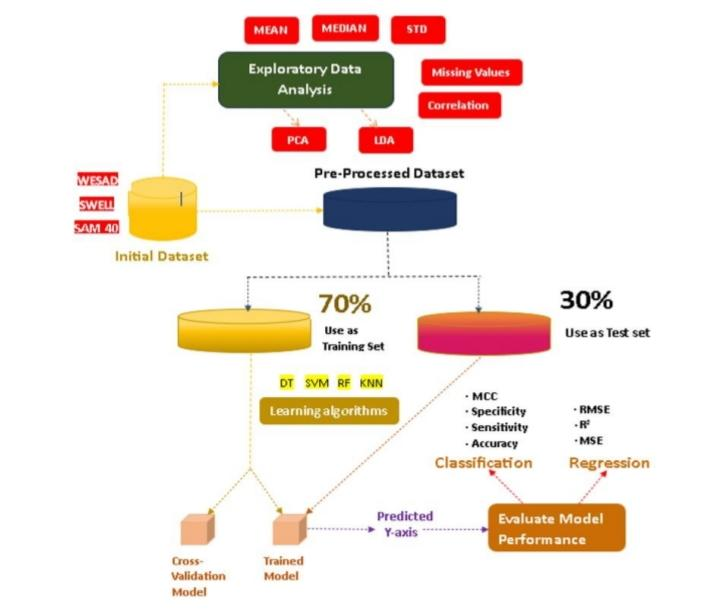 MEAN
MEDIAN
STD
Exploratory Data
Analysis
Missing Values
Correlation
PCA
LDA
Pre-Processed Dataset
WESAD
SWELL
SAM 40
Initial Dataset
70%
Use as
Training Set
30%
Use as Test set
DT SVM RF KNN
Learning algorithms
· MCC
· Specificity
· Sensitivity
· Accuracy
Classification
· RMSE
· R²
· MSE
Regression
Predicted
Y-axis
Evaluate Model
Performance
Cross-
Validation
Model
Trained
Model